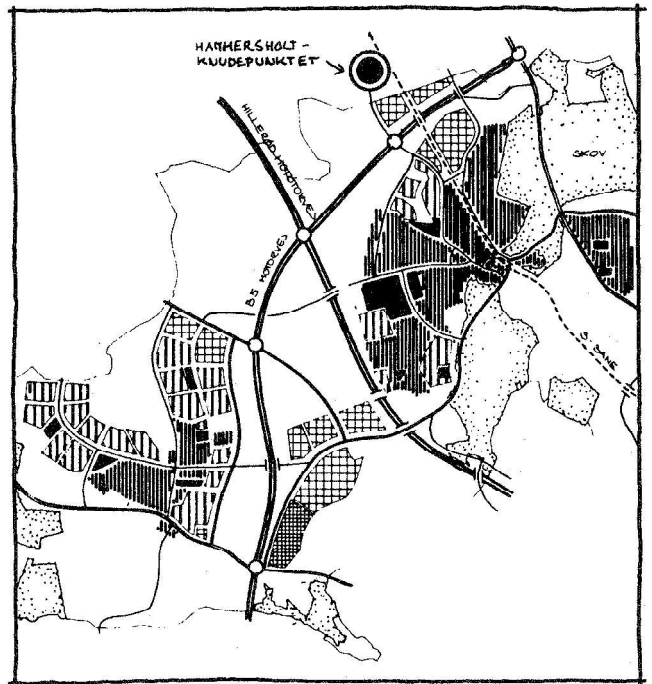 HAMMERSHOLT-
KNUDEPUNKTET
HILLERØD MOTORVEJ
SKOV
B5 MOTORVEJ
S. BANE